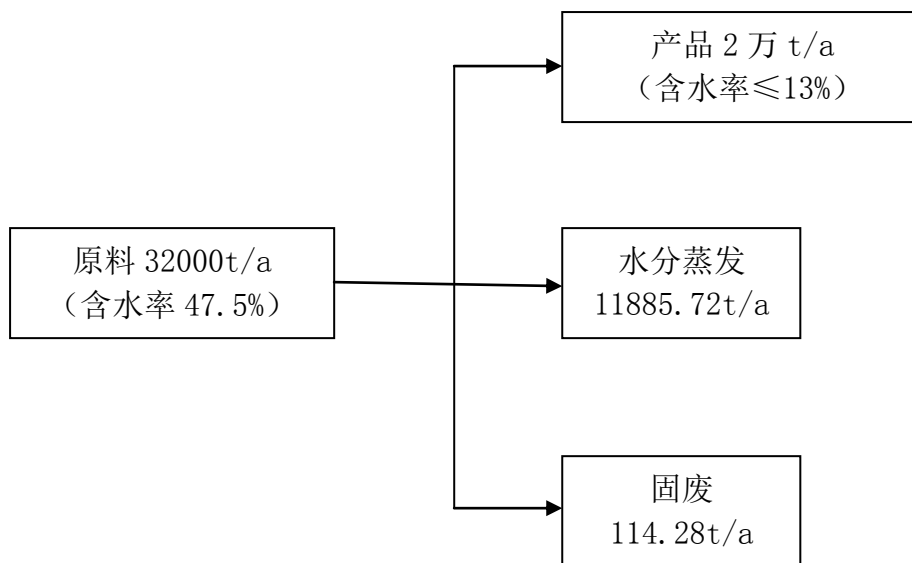 产品 2 万 t/a
（含水率≤13%）
原料 32000t/a
（含水率 47.5%）
水分蒸发
11885.72t/a
固废
114.28t/a